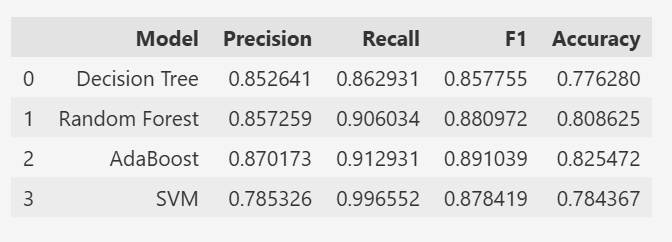 Model Precision Recall F1 Accuracy
0 Decision Tree 0.852641 0.862931 0.857755 0.776280
1 Random Forest 0.857259 0.906034 0.880972 0.808625
2 AdaBoost 0.870173 0.912931 0.891039 0.825472
3 SVM 0.785326 0.996552 0.878419 0.784367